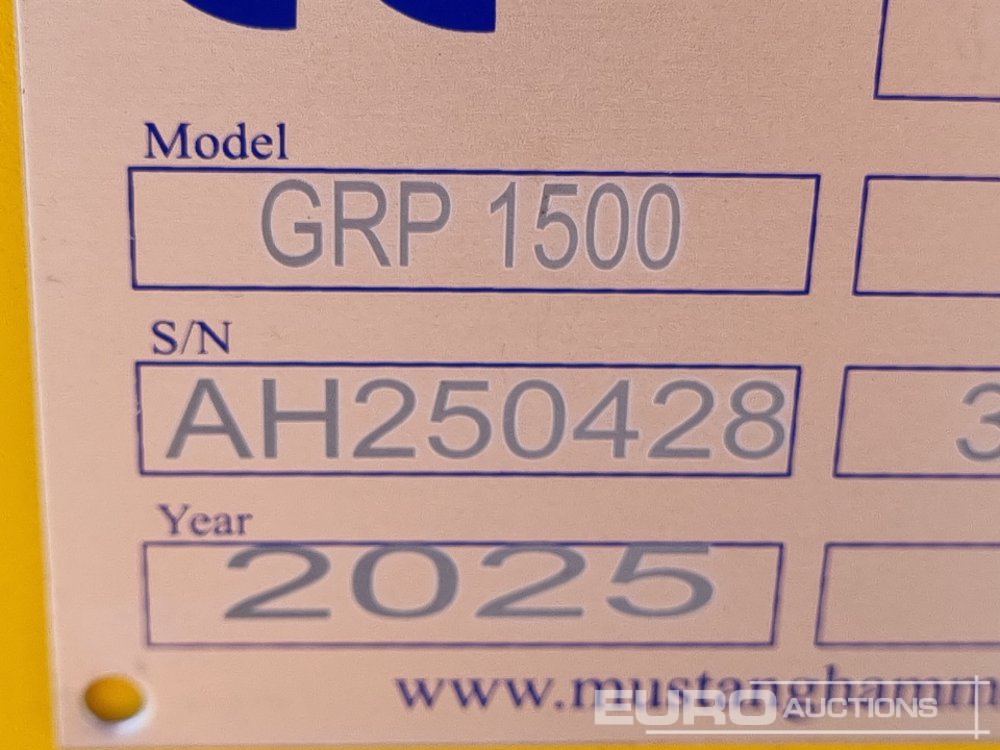 Model
GRP 1500
S/N
AH250428
3
Year
2025
www.mustanghamm
EURO AUCTIONS